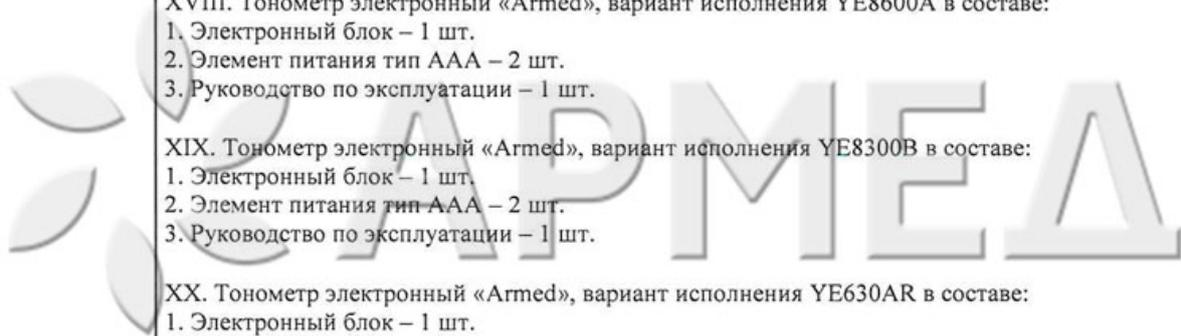 XVIII. Тонометр электронный «Armed», вариант исполнения YE8600A в составе:
1. Электронный блок – 1 шт.
2. Элемент питания тип ААА – 2 шт.
3. Руководство по эксплуатации – 1 шт.
XIX. Тонометр электронный «Armed», вариант исполнения YE8300B в составе:
1. Электронный блок – 1 шт.
2. Элемент питания тип ААА – 2 шт.
3. Руководство по эксплуатации – 1 шт.
XX. Тонометр электронный «Armed», вариант исполнения YE630AR в составе:
1. Электронный блок – 1 шт.
АРМЕД